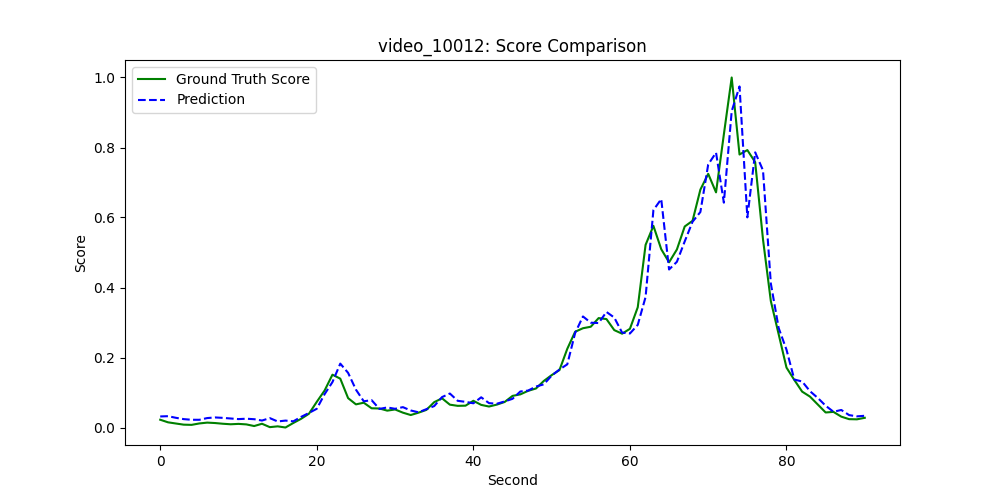 video_10012: Score Comparison
Ground Truth Score
Prediction
1.0
0.8
0.6
0.4
0.2
0.0
Score
0 20 40 60 80
Second